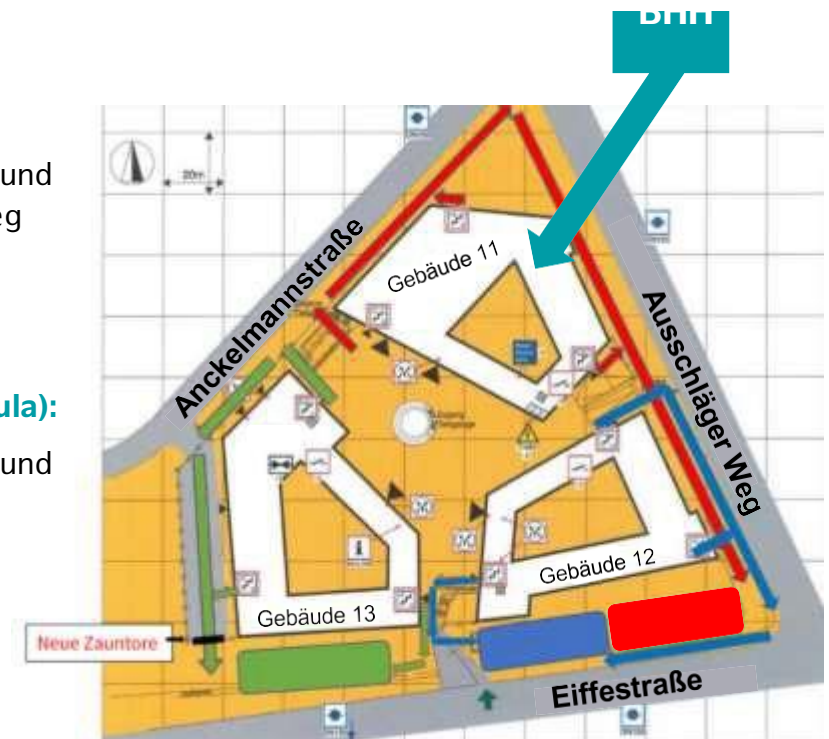 BHH
und
eg
20m
Anckelmannstraße
Gebäude 11
Ausschläger Weg
ula):
und
Gebäude 12
Gebäude 13
Neue Zauntore
Eiffestraße